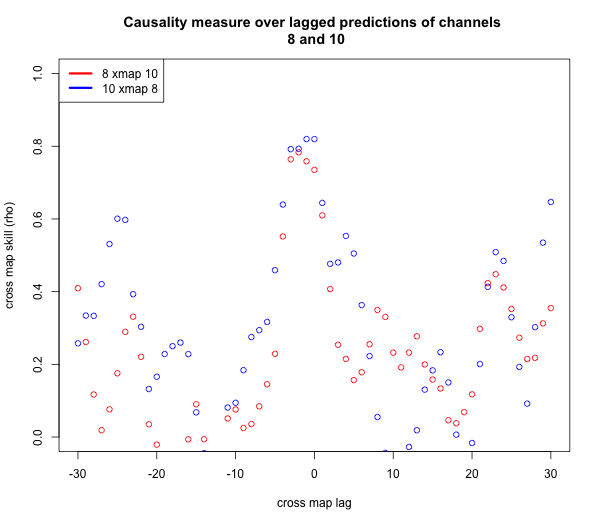 Causality measure over lagged predictions of channels
8 and 10
8 xmap 10
10 xmap 8
cross map skill (rho)
1.0
0.8
0.6
0.4
0.2
0.0
-30 -20 -10 0 10 20 30
cross map lag